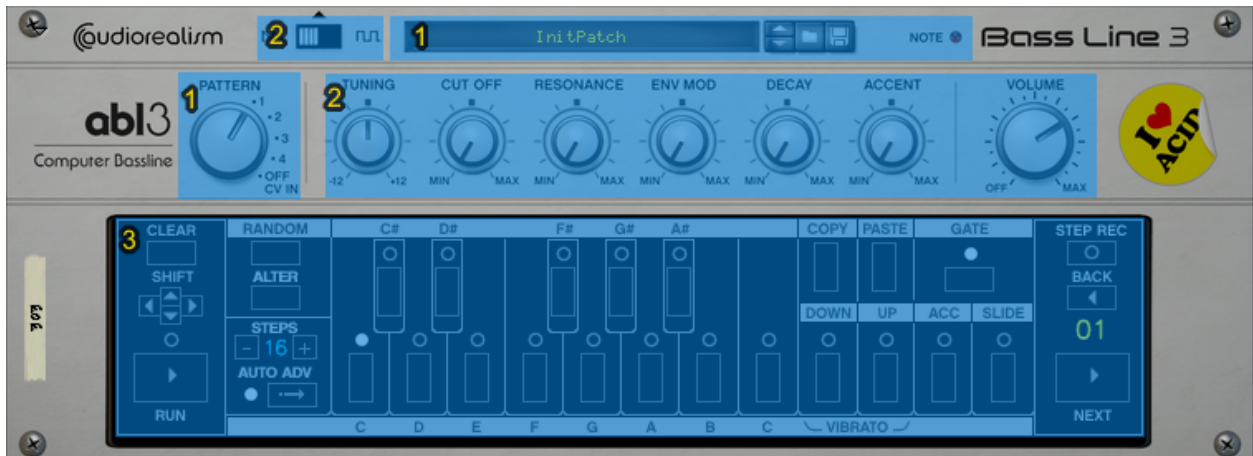 audiorealism
2
1
InitPatch
NOTE
Bass Line 3
1
PATTERN
1
2
3
4
OFF
CV IN
2
TUNING
-12
+12
CUT OFF
MIN
MAX
RESONANCE
MIN
MAX
ENV MOD
MIN
MAX
DECAY
MIN
MAX
ACCENT
MIN
MAX
VOLUME
OFF
MAX
abl3
Computer Bassline
I
ACID
3
CLEAR
RANDOM
C#
D#
F#
G#
A#
COPY
PASTE
GATE
STEP REC
SHIFT
ALTER
BACK
DOWN
UP
ACC
SLIDE
STEPS
- 16 +
01
AUTO ADV
RUN
NEXT
C
D
E
F
G
A
B
C
VIBRATO